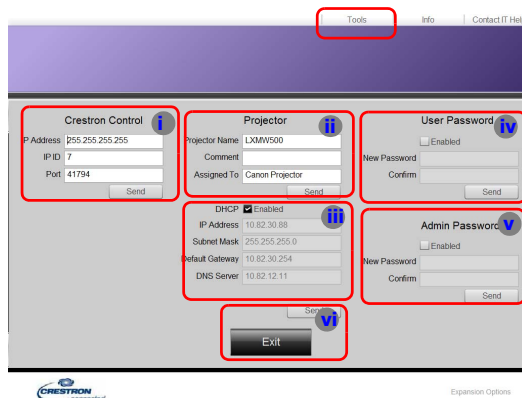 Tools Info Contact IT Hel
Crestron Control i
P Address 255.255.255.255
IP ID 7
Port 41794
Send
Projector ii
Projector Name LXMW500
Comment
Assigned To Canon Projector
Send
iii
DHCP Enabled
IP Address 10.82.30.88
Subnet Mask 255.255.255.0
Default Gateway 10.82.30.254
DNS Server 10.82.12.11
Sen
User Password iv
Enabled
New Password
Confirm
Send
Admin Password v
Enabled
New Password
Confirm
Send
vi
Exit
CRESTRON
Expansion Options